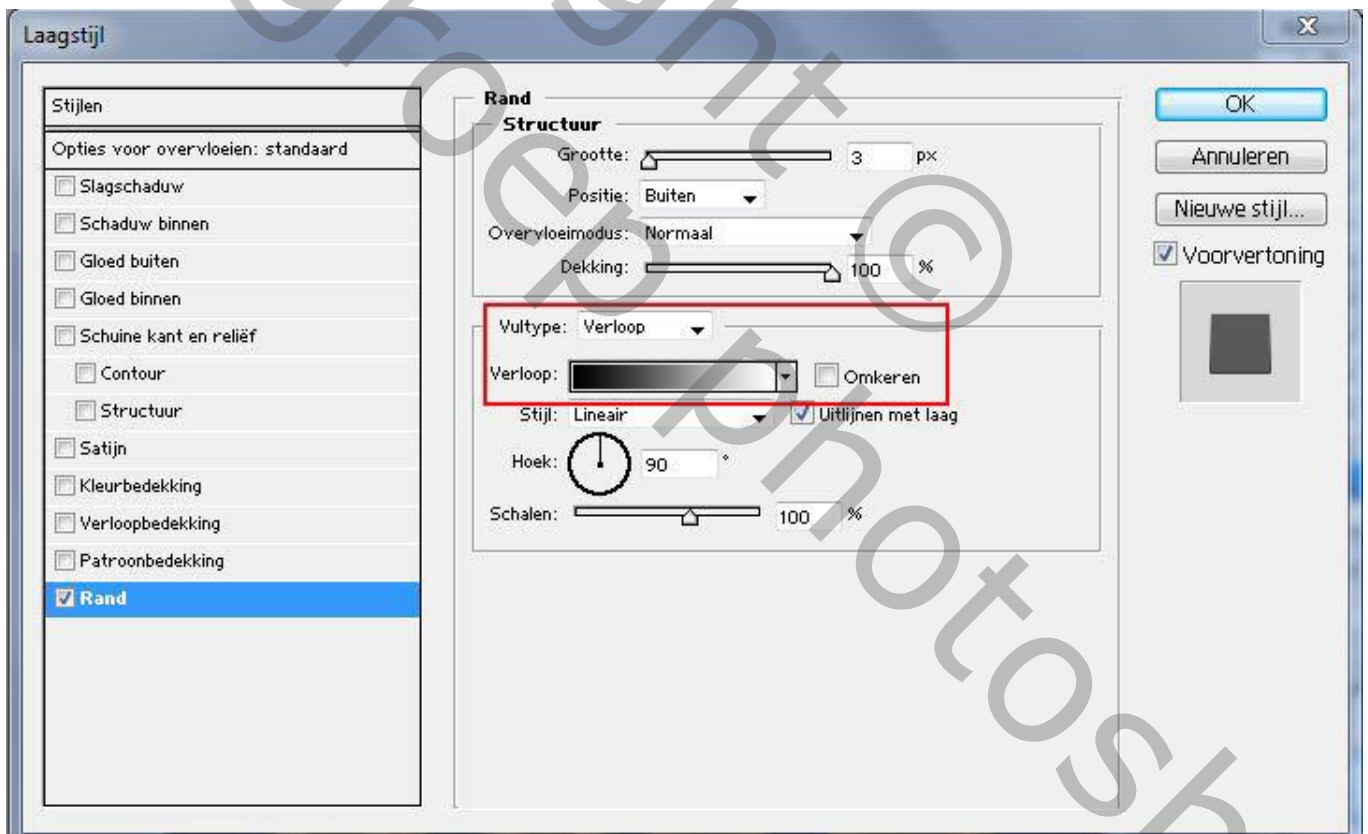 Laagstijl
Stijlen
Opties voor overvloeien: standaard
Slagschaduw
Schaduw binnen
Gloed buiten
Gloed binnen
Schuine kant en reliëf
Contour
Structuur
Satijn
Kleurbedekking
Verloopbedekking
Patroonbedekking
Rand
Rand
Structuur
Grootte: 3 px
Positie: Buiten
Overvloeimodus: Normaal
Dekking: 100 %
Vultype: Verloop
Verloop: Omkeren
Stijl: Lineair Uitlijnen met laag
Hoek: 90 °
Schalen: 100 %
OK
Annuleren
Nieuwe stijl...
Voorvertoning
©